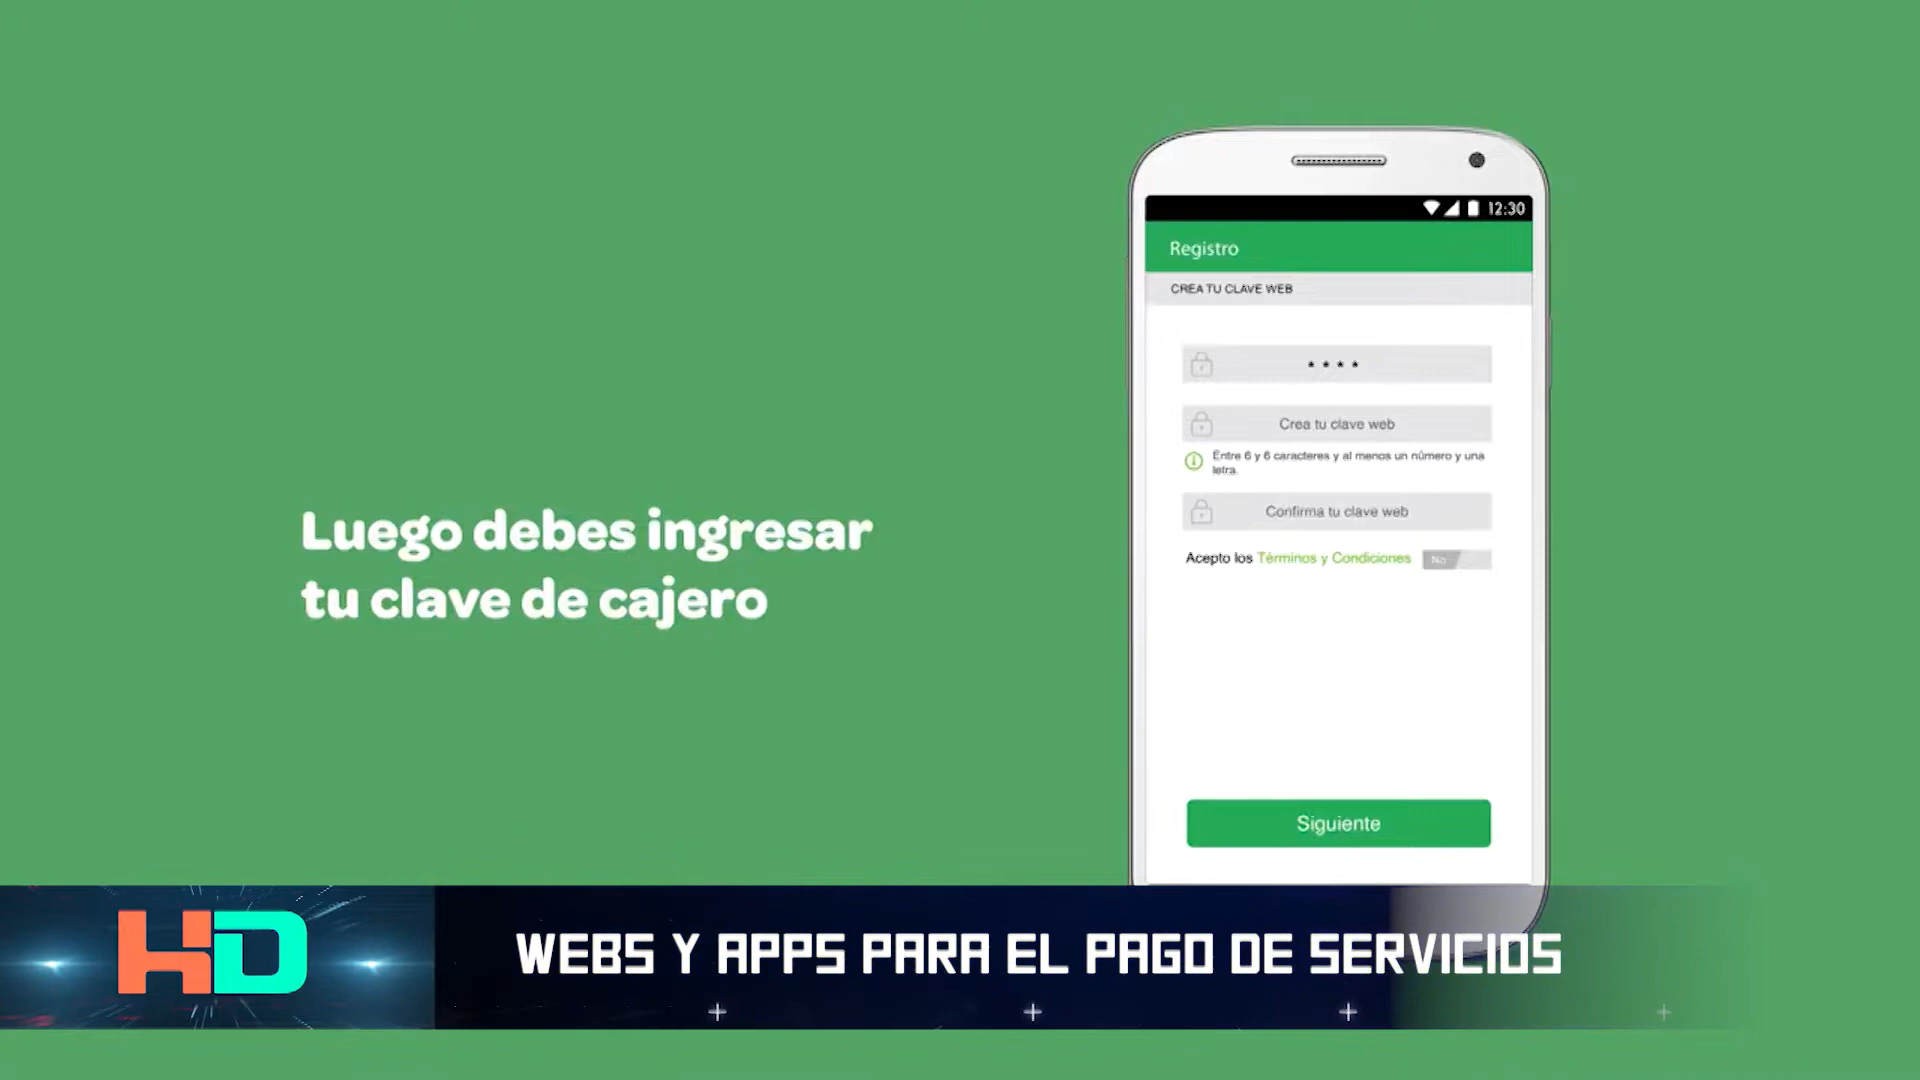 12:30
Registro
CREA TU CLAVE WEB
* * * *
Crea tu clave web
Entre 6 y 6 caracteres y al menos un número y una
letra.
Confirma tu clave web
Acepto los Términos y Condiciones No
Siguiente
Luego debes ingresar
tu clave de cajero
HD
WEBS Y APPS PARA EL PAGO DE SERVICIOS